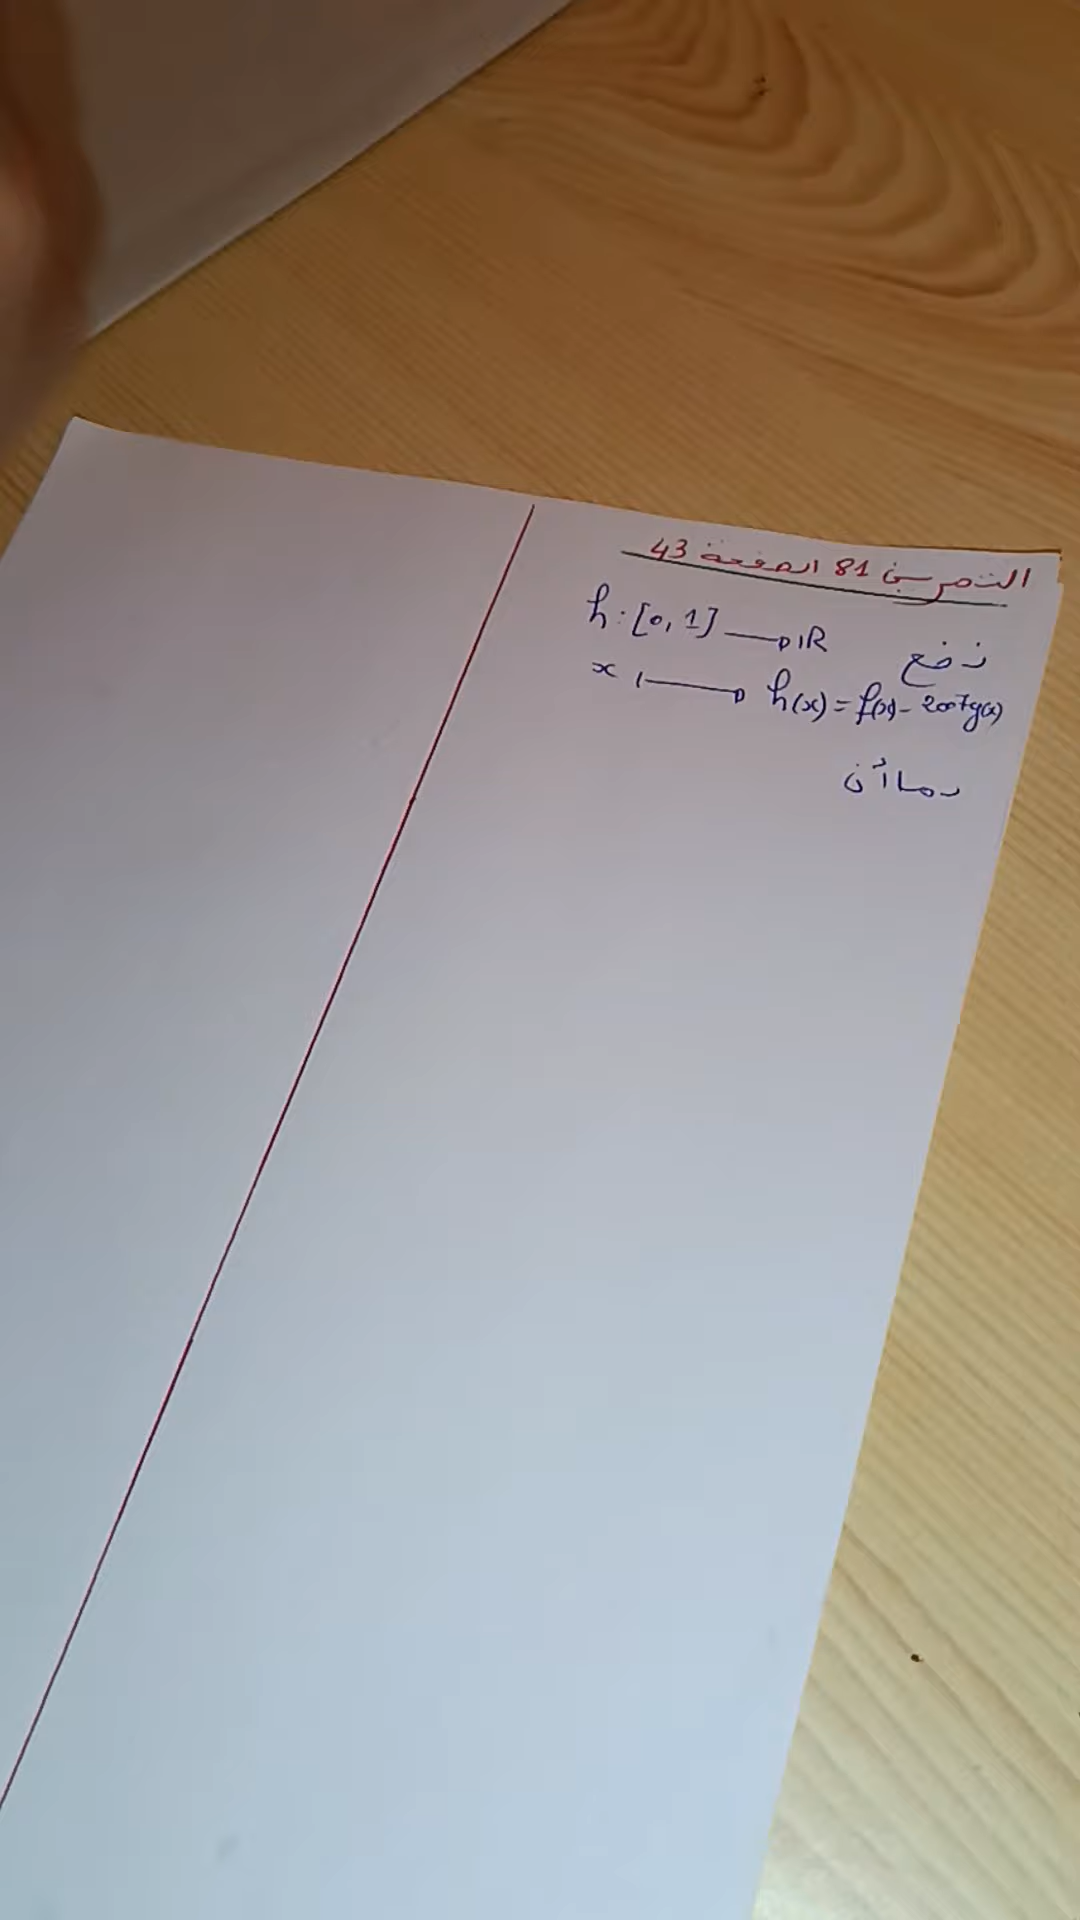 التمرين 81 الصفحة 43
نضع h : [0, 1] → IR
x ↦ h(x) = f(x) - 2007g(x)
بما أن